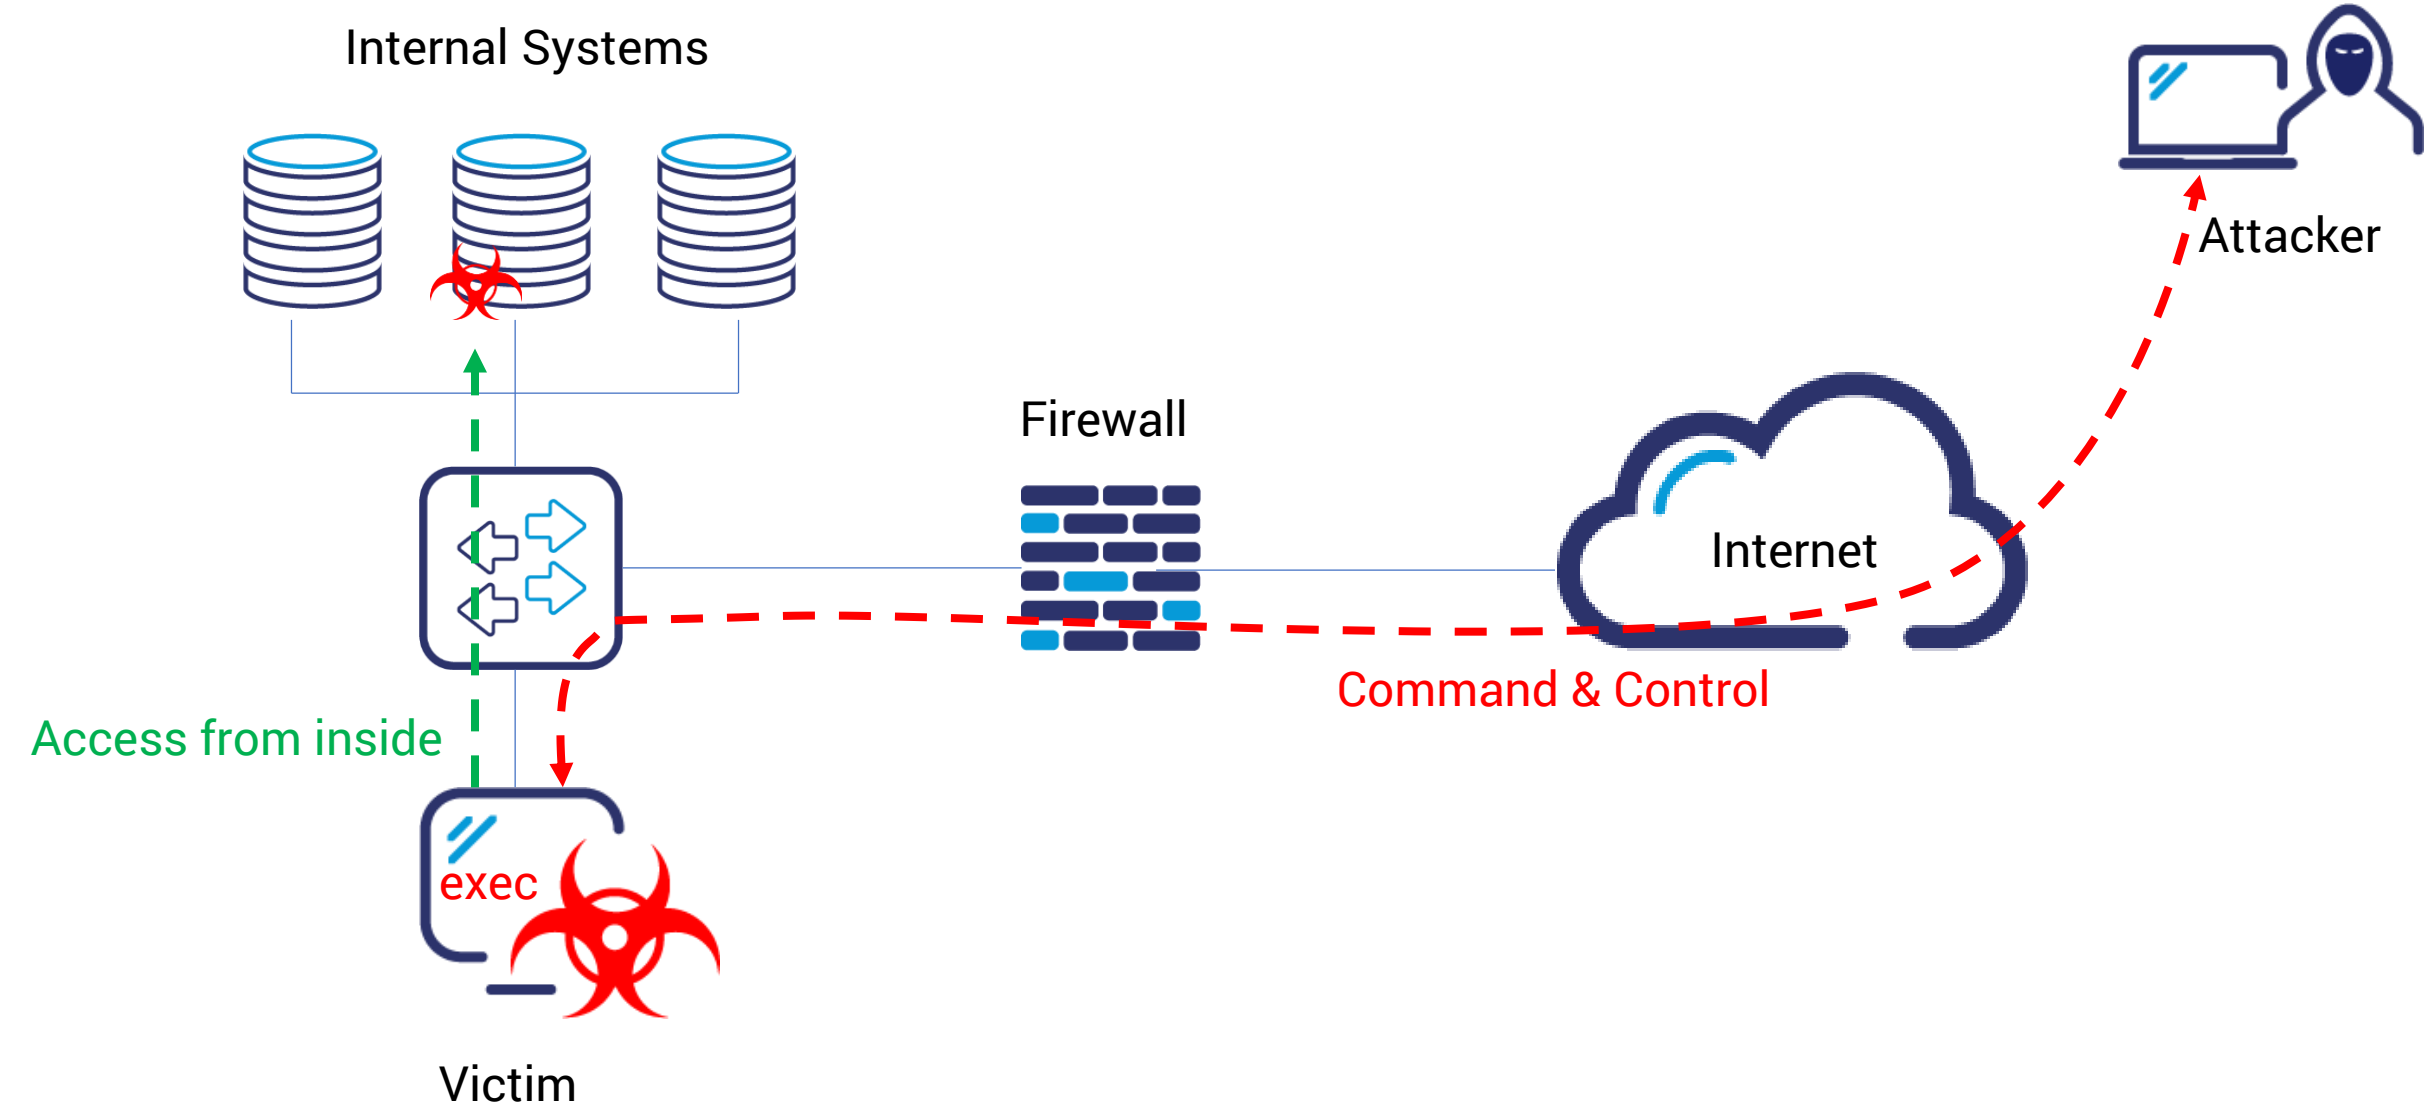 Internal Systems
Attacker
Firewall
Internet
Command & Control
Access from inside
exec
Victim